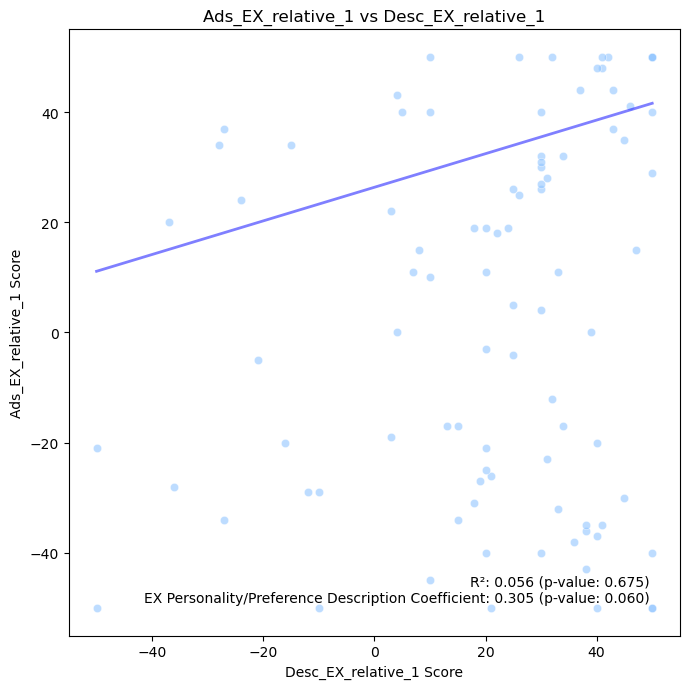 Ads_EX_relative_1 vs Desc_EX_relative_1
40
20
0
−20
−40
Ads_EX_relative_1 Score
R²: 0.056 (p-value: 0.675)
EX Personality/Preference Description Coefficient: 0.305 (p-value: 0.060)
−40 −20 0 20 40
Desc_EX_relative_1 Score